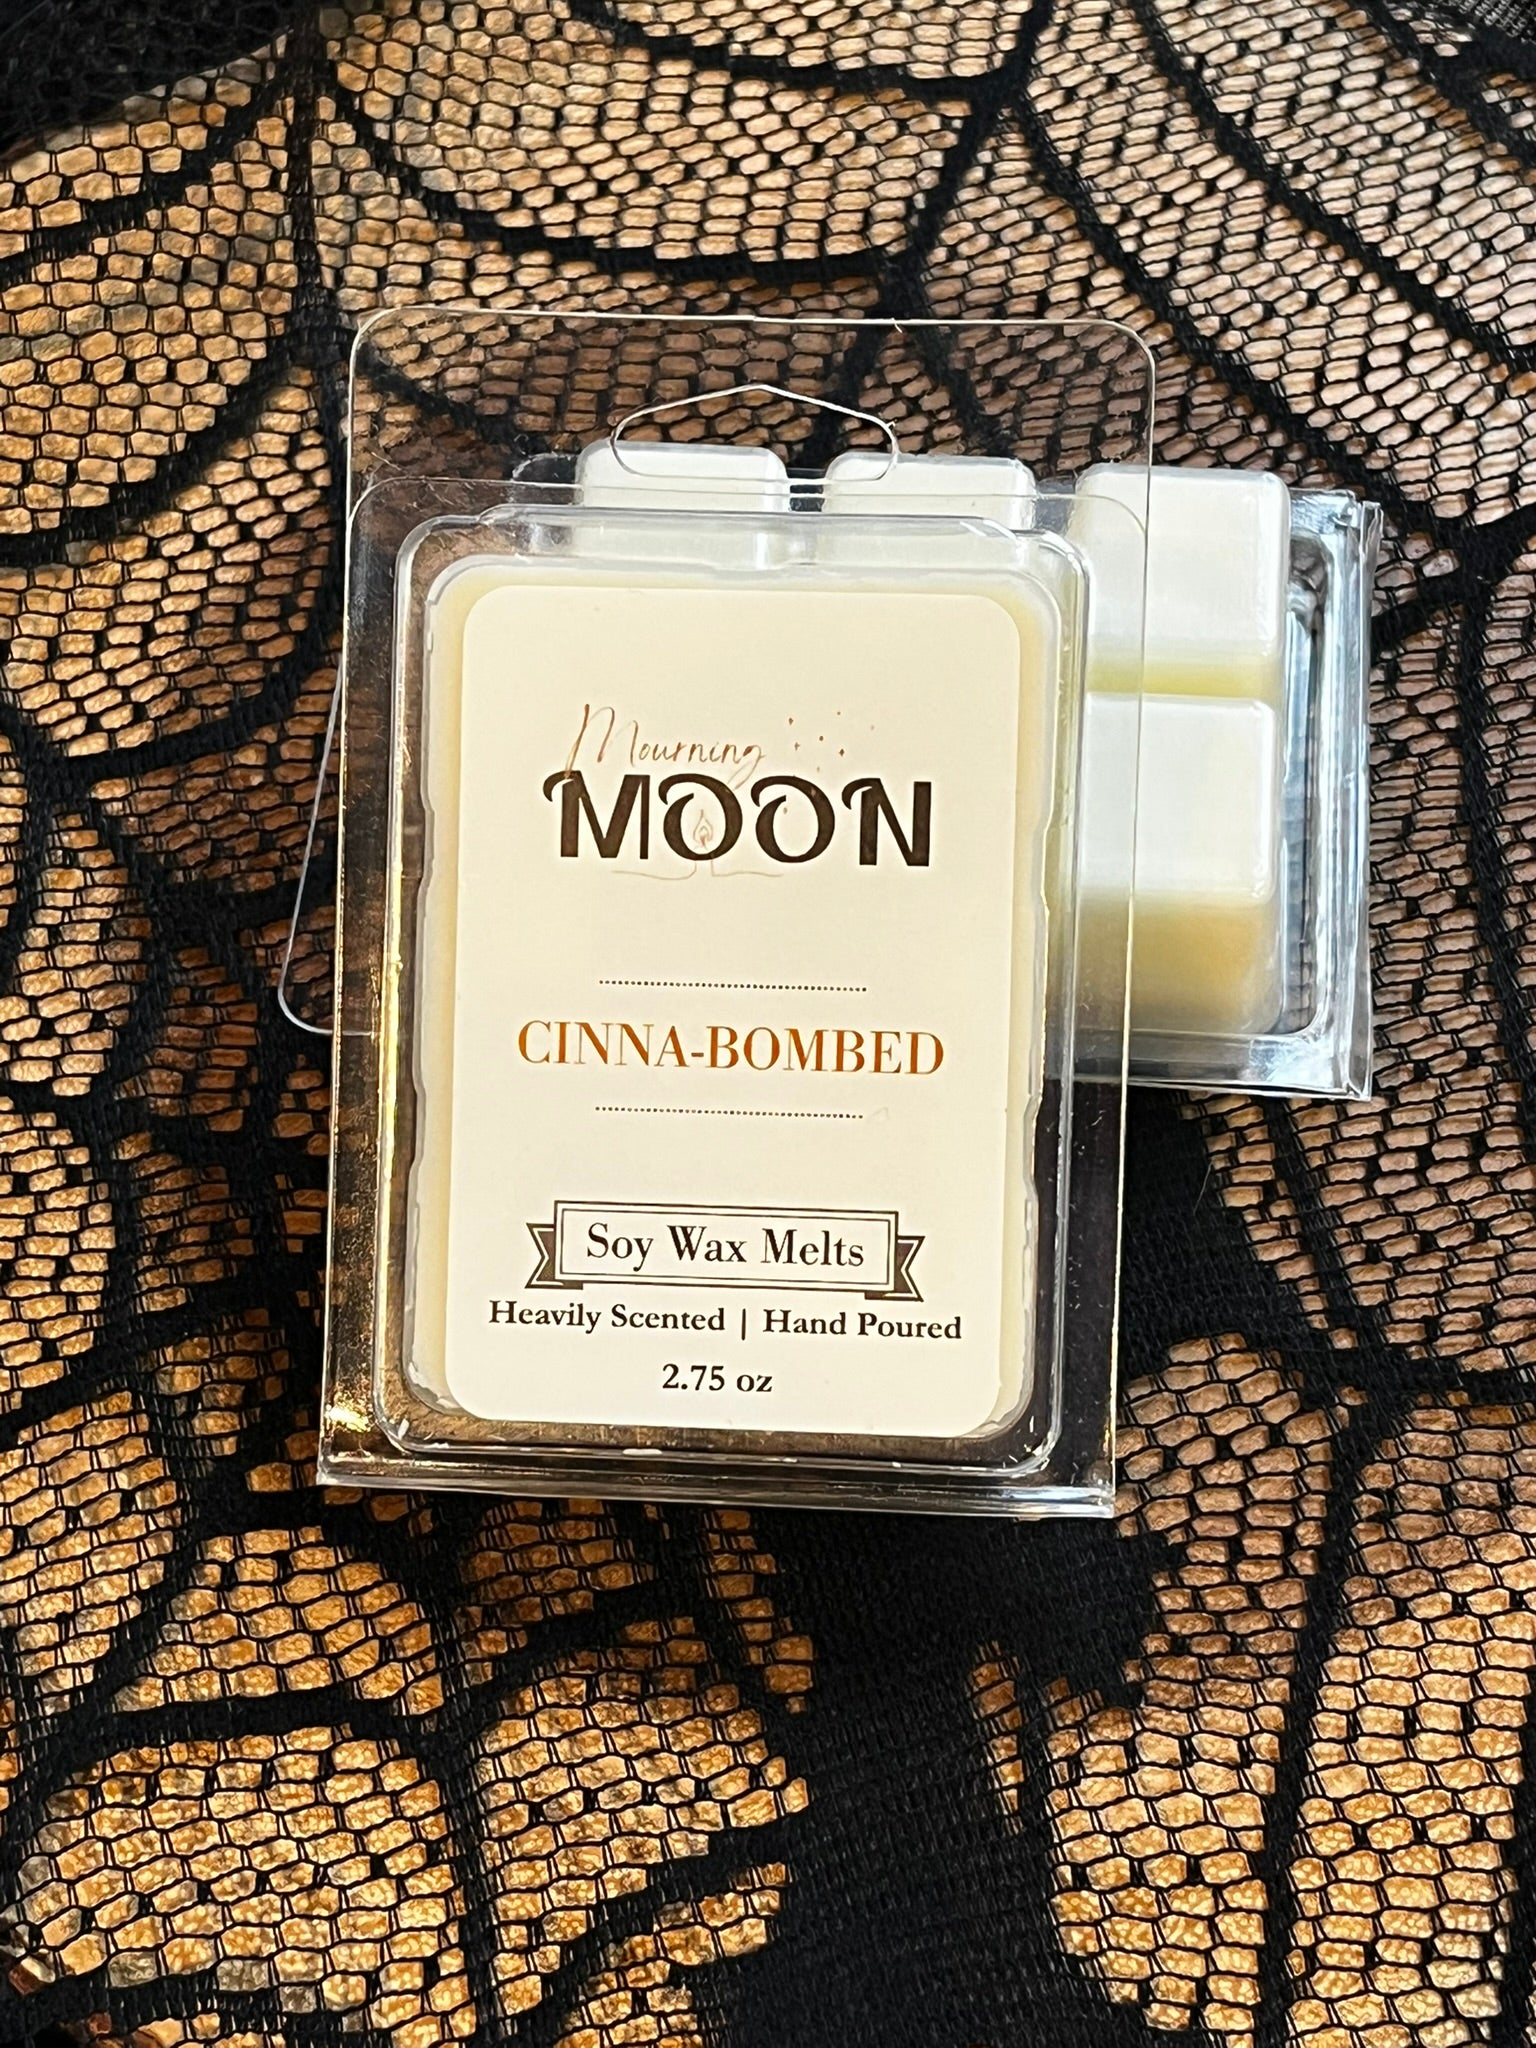 Mourning
MOON
CINNA-BOMBED
Soy Wax Melts
Heavily Scented | Hand Poured
2.75 oz